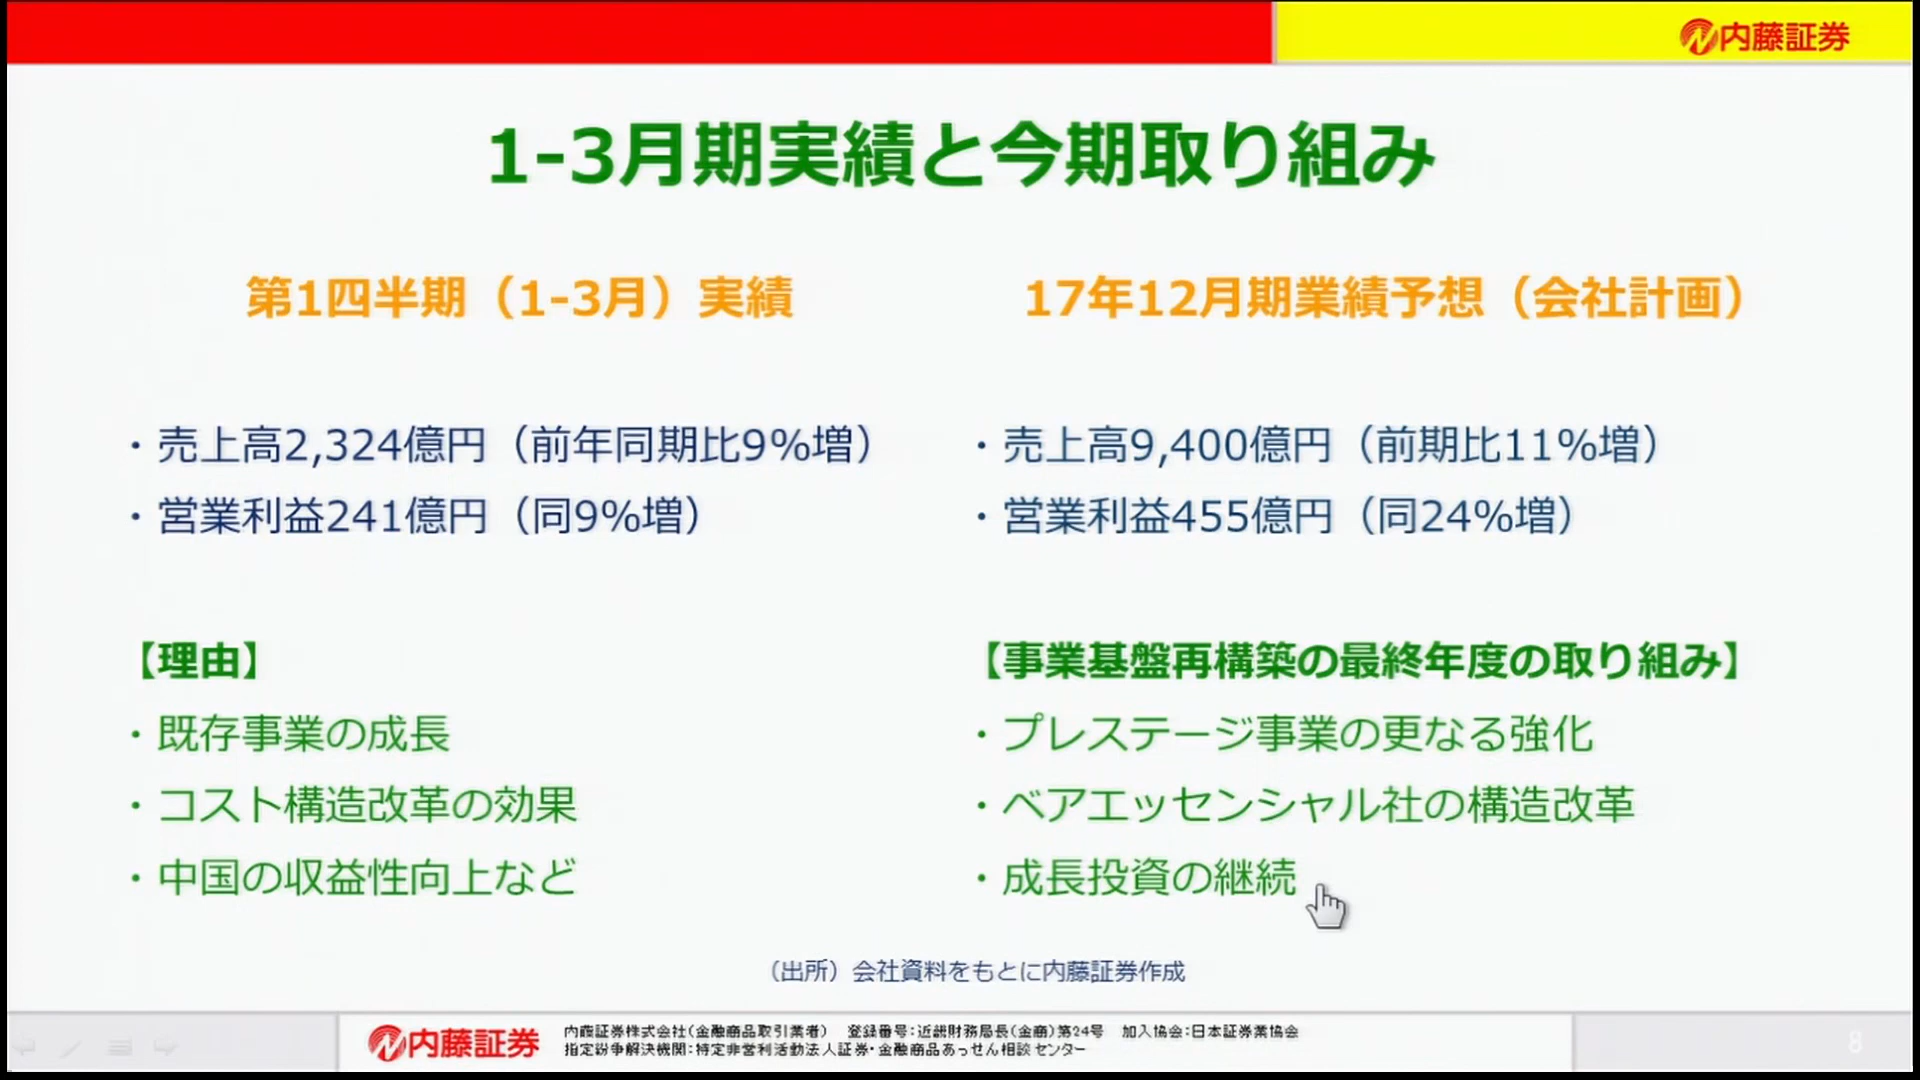 内藤証券
1-3月期実績と今期取り組み
第1四半期（1-3月）実績
・売上高2,324億円（前年同期比9%増）
・営業利益241億円（同9%増）
【理由】
・既存事業の成長
・コスト構造改革の効果
・中国の収益性向上など
17年12月期業績予想（会社計画）
・売上高9,400億円（前期比11%増）
・営業利益455億円（同24%増）
【事業基盤再構築の最終年度の取り組み】
・プレステージ事業の更なる強化
・ベアエッセンシャル社の構造改革
・成長投資の継続
（出所）会社資料をもとに内藤証券作成
内藤証券
内藤証券株式会社（金融商品取引業者） 登録番号：近畿財務局長（金商）第24号 加入協会：日本証券業協会
指定紛争解決機関：特定非営利活動法人証券・金融商品あっせん相談センター
8